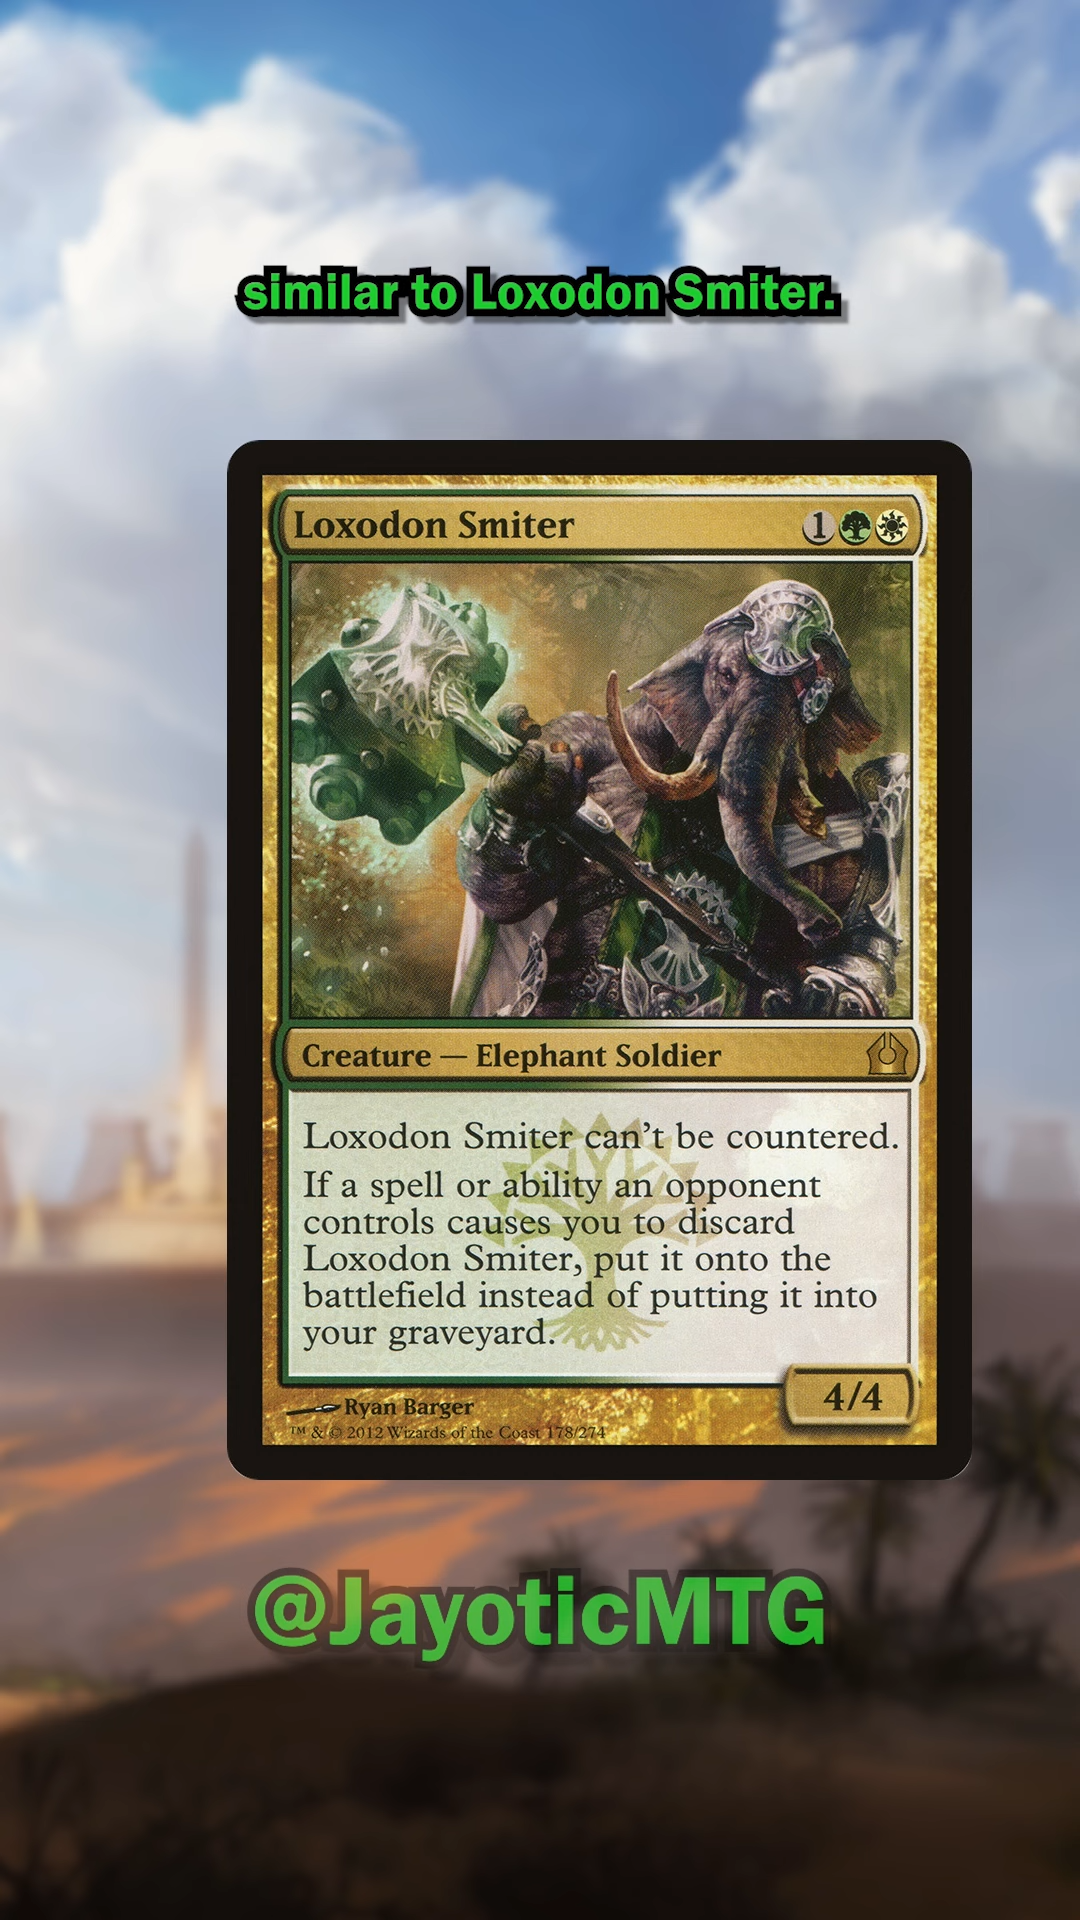 similar to Loxodon Smiter.
Loxodon Smiter 1
Creature — Elephant Soldier
Loxodon Smiter can't be countered.
If a spell or ability an opponent
controls causes you to discard
Loxodon Smiter, put it onto the
battlefield instead of putting it into
your graveyard.
4/4
Ryan Barger
™ & © 2012 Wizards of the Coast 178/274
@JayoticMTG